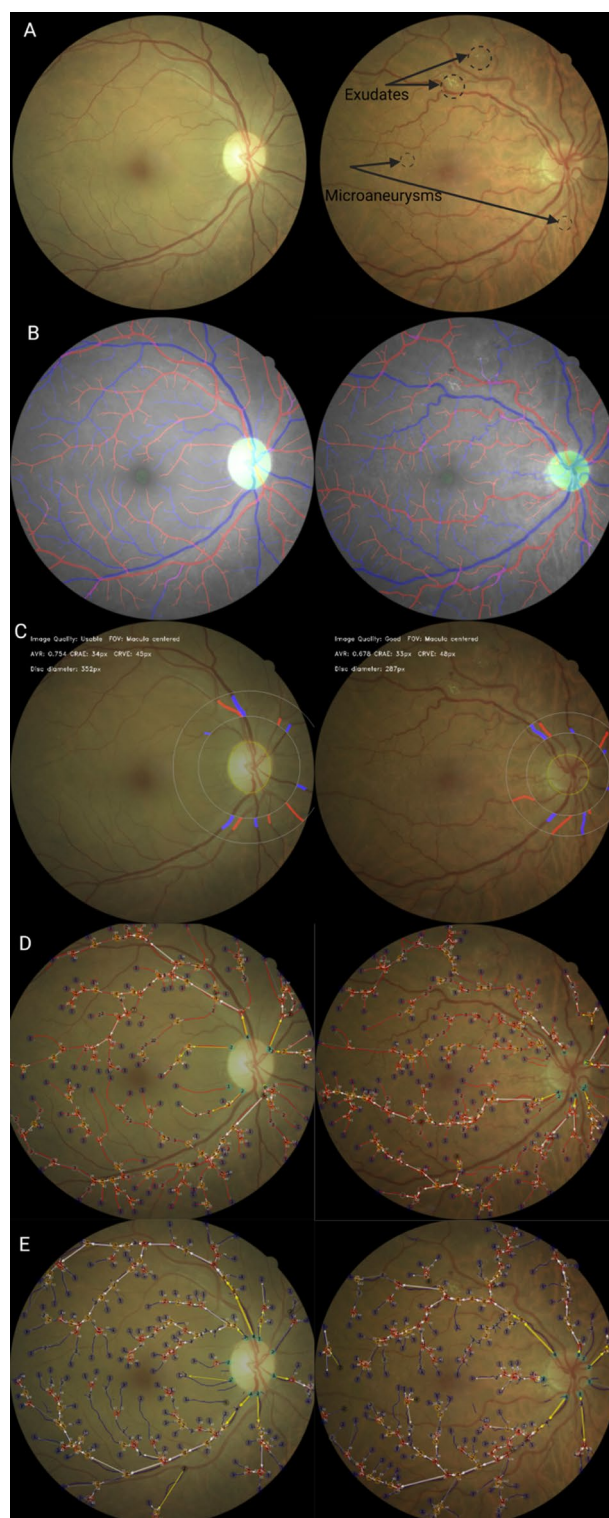 A
Exudates
Microaneurysms
B
C
Image Quality: Usable FOV: Macula centered
AVR: 0.754 CRAE: 34px CRVE: 45px
Disc diameter: 352px
Image Quality: Good FOV: Macula centered
AVR: 0.678 CRAE: 33px CRVE: 48px
Disc diameter: 287px
D
E